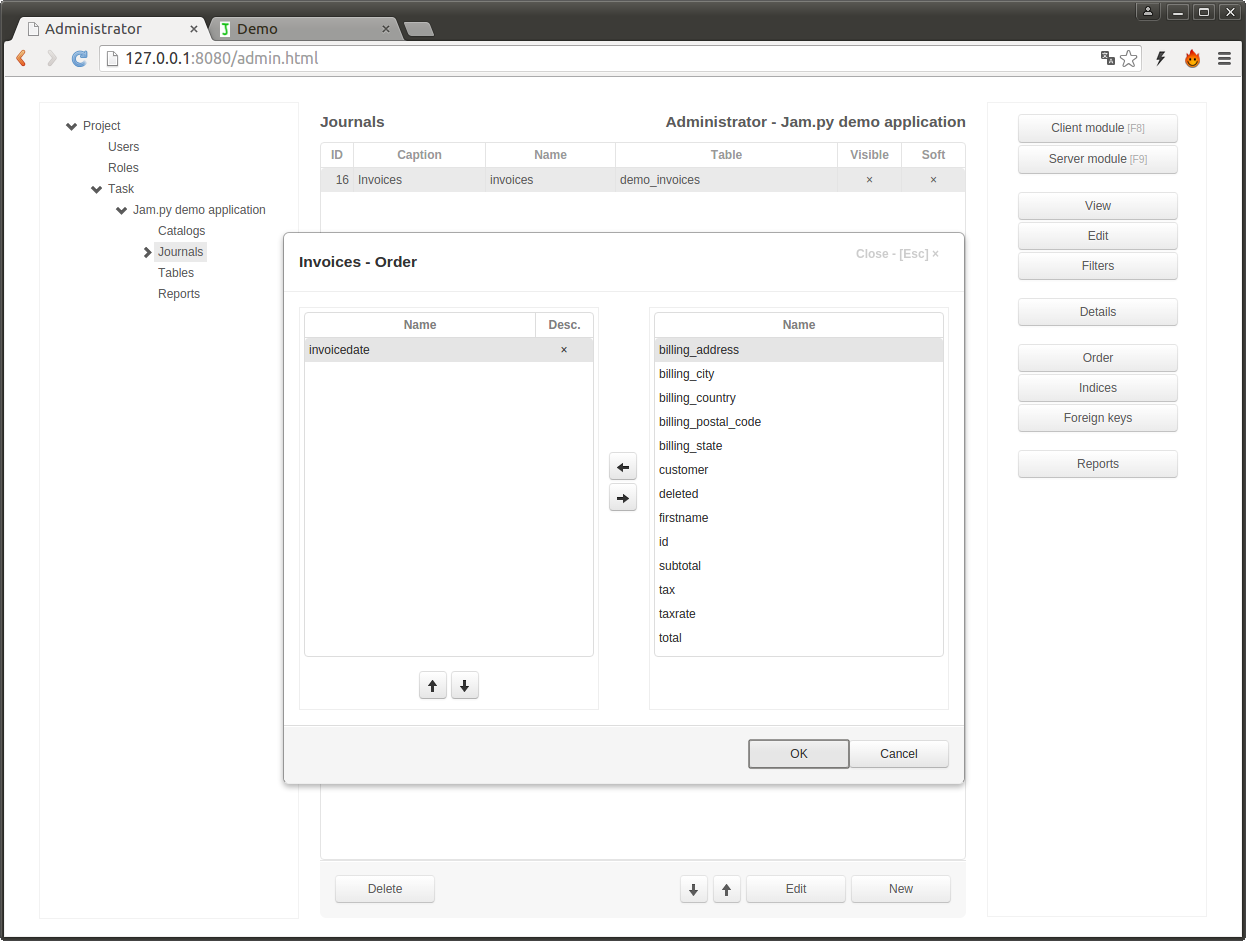 Administrator × Demo ×
127.0.0.1:8080/admin.html
Project
Users
Roles
Task
Jam.py demo application
Catalogs
Journals
Tables
Reports
Journals Administrator - Jam.py demo application
ID Caption Name Table Visible Soft
16 Invoices invoices demo_invoices × ×
Invoices - Order Close - [Esc] ×
Name Desc.
invoicedate ×
Name
billing_address
billing_city
billing_country
billing_postal_code
billing_state
customer
deleted
firstname
id
subtotal
tax
taxrate
total
OK Cancel
Delete Edit New
Client module [F8]
Server module [F9]
View
Edit
Filters
Details
Order
Indices
Foreign keys
Reports